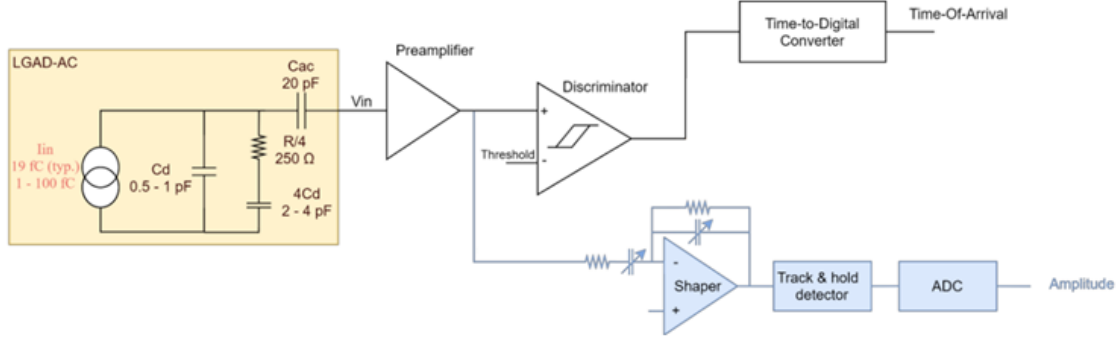 LGAD-AC
Iin
19 fC (typ.)
1 - 100 fC
Cd
0.5 - 1 pF
Cac
20 pF
R/4
250 Ω
4Cd
2 - 4 pF
Vin
Preamplifier
Discriminator
+
Threshold
-
Time-to-Digital
Converter
Time-Of-Arrival
-
Shaper
+
Track & hold
detector
ADC
Amplitude